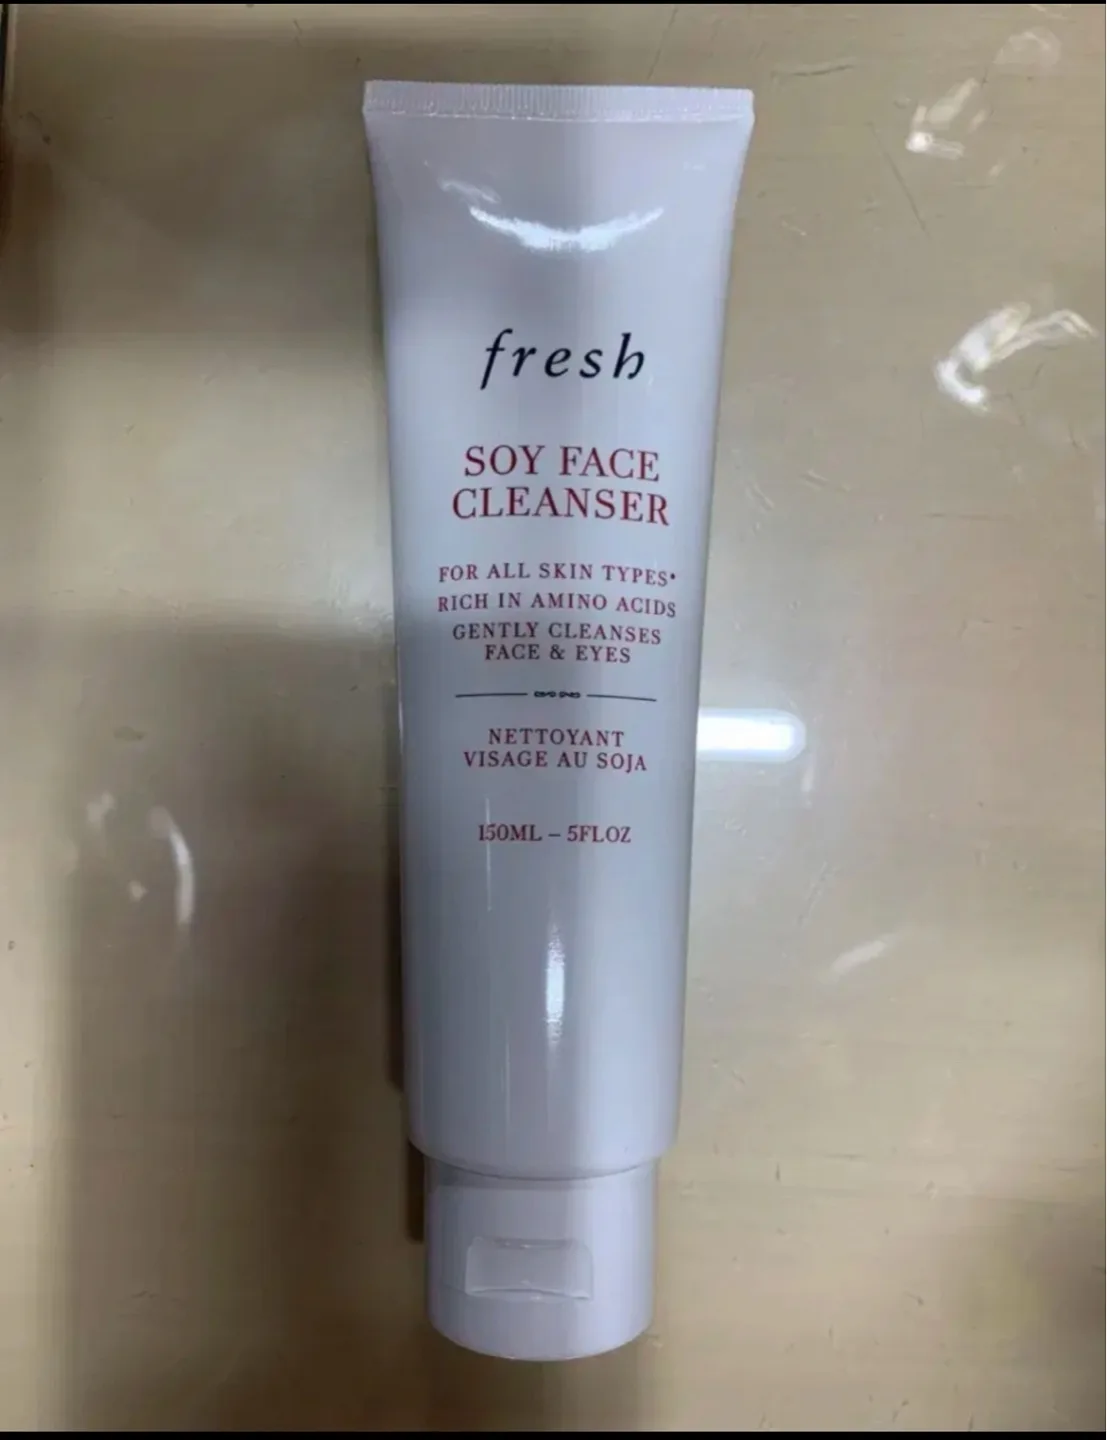 fresh
SOY FACE
CLEANSER
FOR ALL SKIN TYPES•
RICH IN AMINO ACIDS
GENTLY CLEANSES
FACE & EYES
NETTOYANT
VISAGE AU SOJA
150ML – 5FLOZ